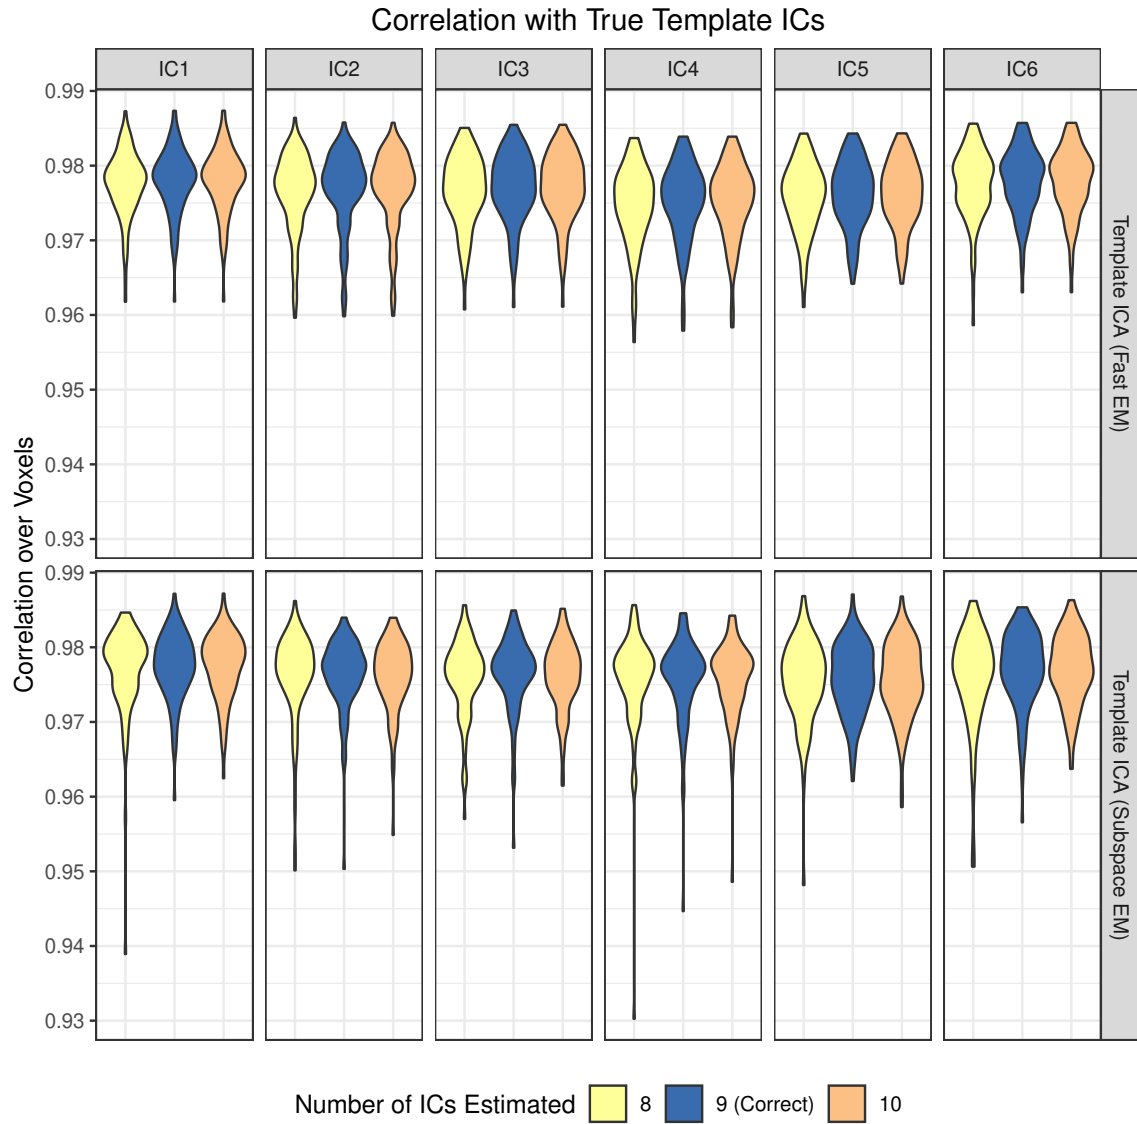 Correlation with True Template ICs
IC1 IC2 IC3 IC4 IC5 IC6
Correlation over Voxels
0.99
0.98
0.97
0.96
0.95
0.94
0.93
Template ICA (Fast EM)
0.99
0.98
0.97
0.96
0.95
0.94
0.93
Template ICA (Subspace EM)
Number of ICs Estimated 8 9 (Correct) 10